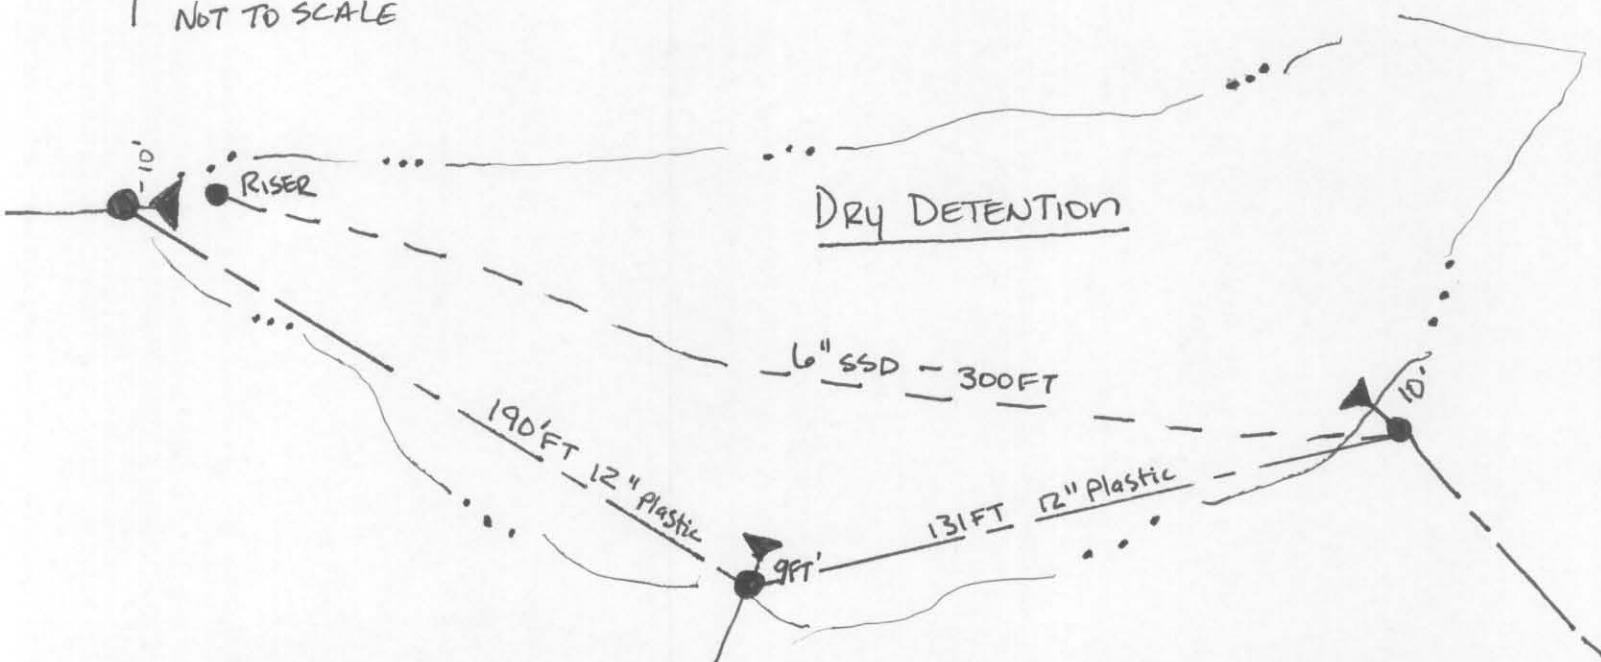 NOT TO SCALE
-10'
RISER
DRY DETENTION
6" SSD - 300FT
10'
190'FT 12" Plastic
131FT 12" Plastic
9FT'